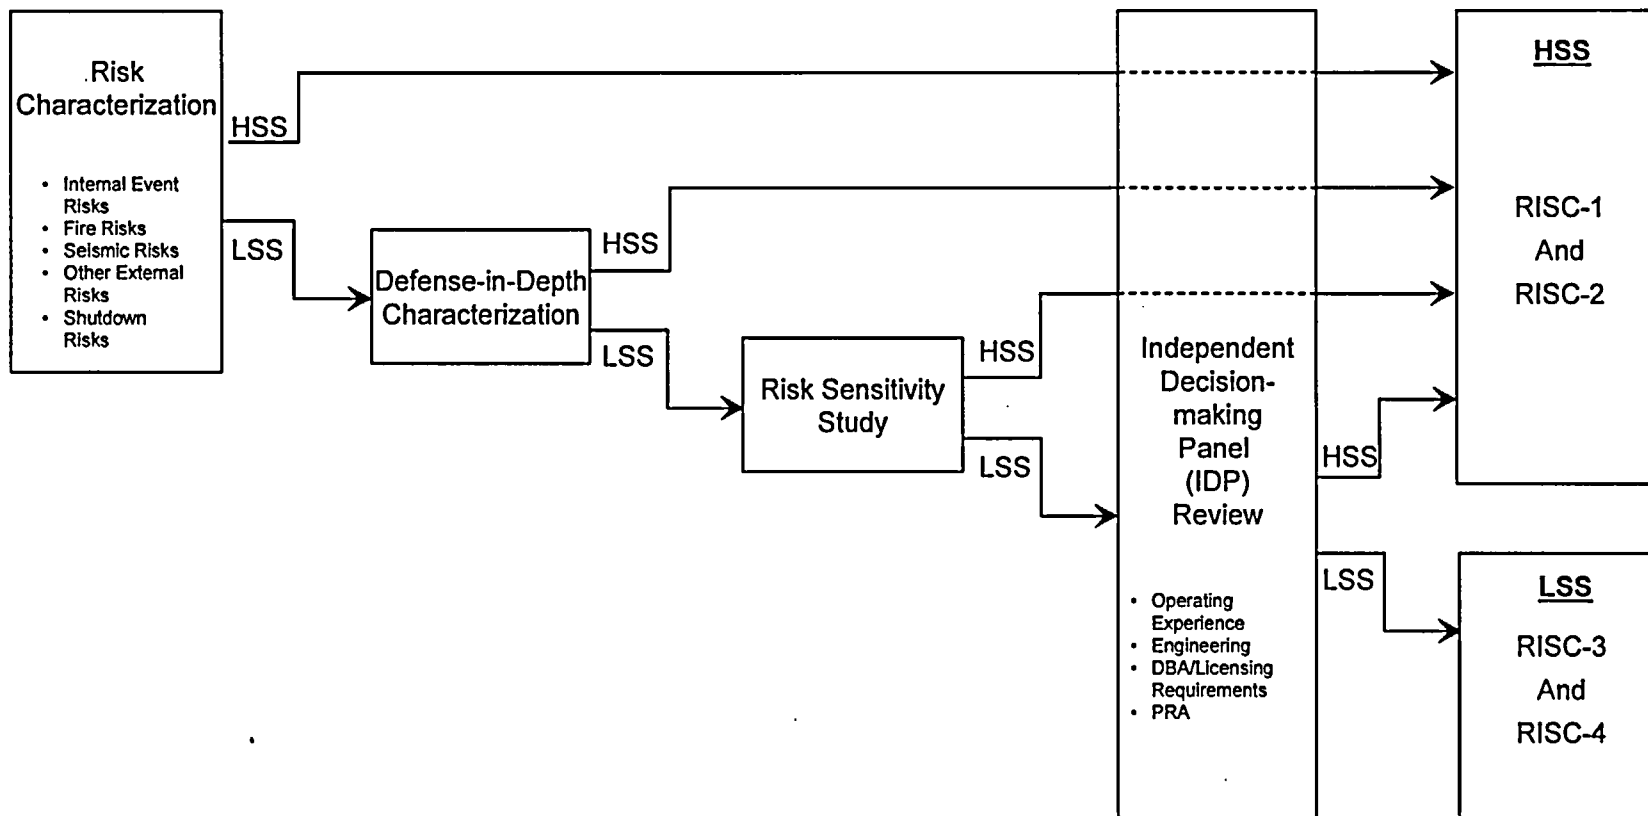 Risk
Characterization
• Internal Event
Risks
• Fire Risks
• Seismic Risks
• Other External
Risks
• Shutdown
Risks
HSS
LSS
Defense-in-Depth
Characterization
HSS
LSS
Risk Sensitivity
Study
HSS
LSS
Independent
Decision-
making
Panel
(IDP)
Review
• Operating
Experience
• Engineering
• DBA/Licensing
Requirements
• PRA
HSS
LSS
HSS
RISC-1
And
RISC-2
LSS
RISC-3
And
RISC-4